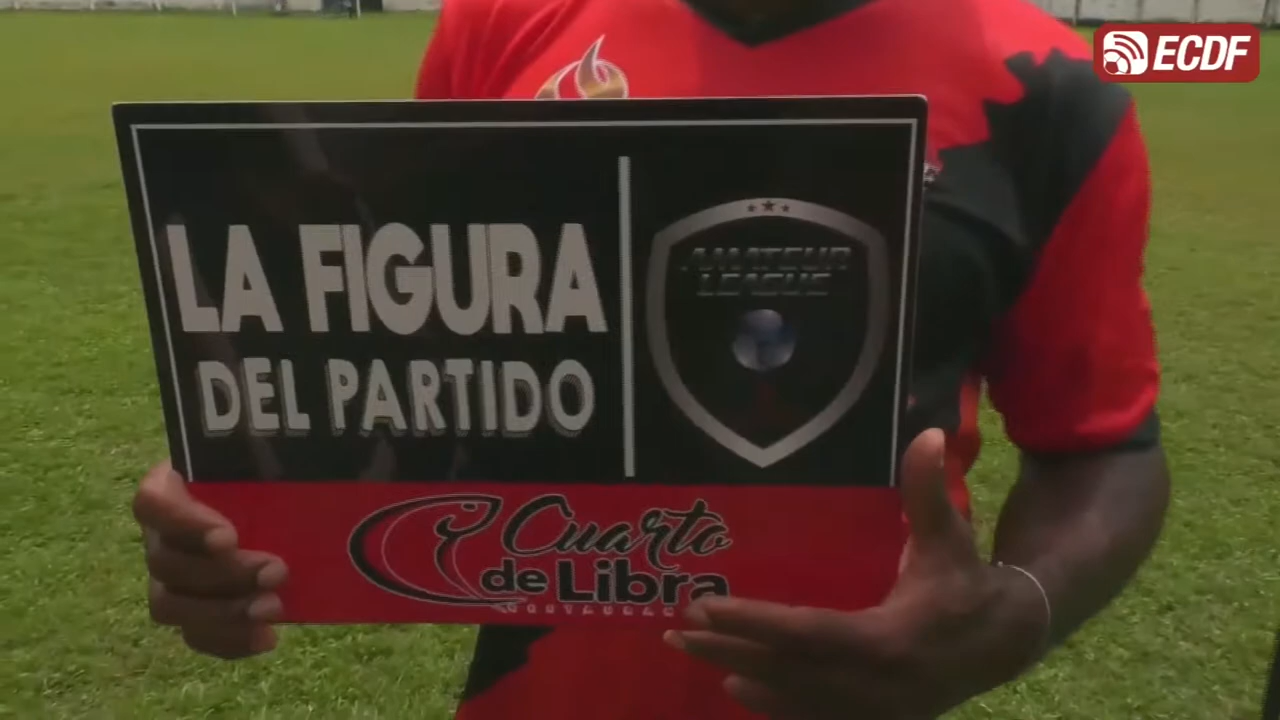 ECDF
LA FIGURA
DEL PARTIDO
AMATEUR
LEAGUE
Cuarto
de Libra